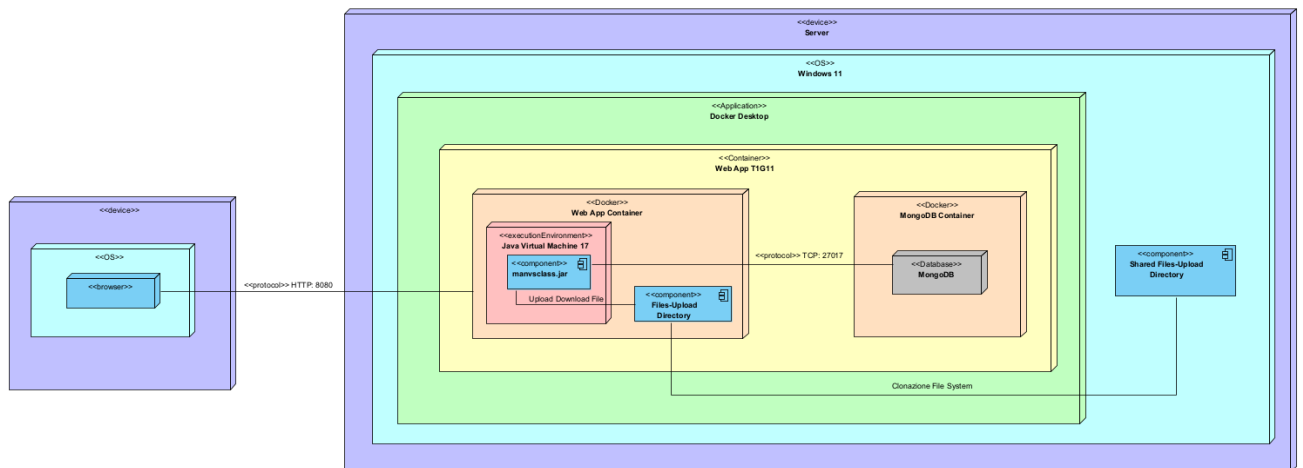 <<device>>
Server
<<OS>>
Windows 11
<<Application>>
Docker Desktop
<<Container>>
Web App T1G11
<<Docker>>
Web App Container
<<executionEnvironment>>
Java Virtual Machine 17
<<component>>
manvsclass.jar
Upload Download File
<<component>>
Files-Upload
Directory
<<protocol>> TCP: 27017
<<Docker>>
MongoDB Container
<<Database>>
MongoDB
<<component>>
Shared Files-Upload
Directory
Clonazione File System
<<device>>
<<OS>>
<<browser>>
<<protocol>> HTTP: 8080